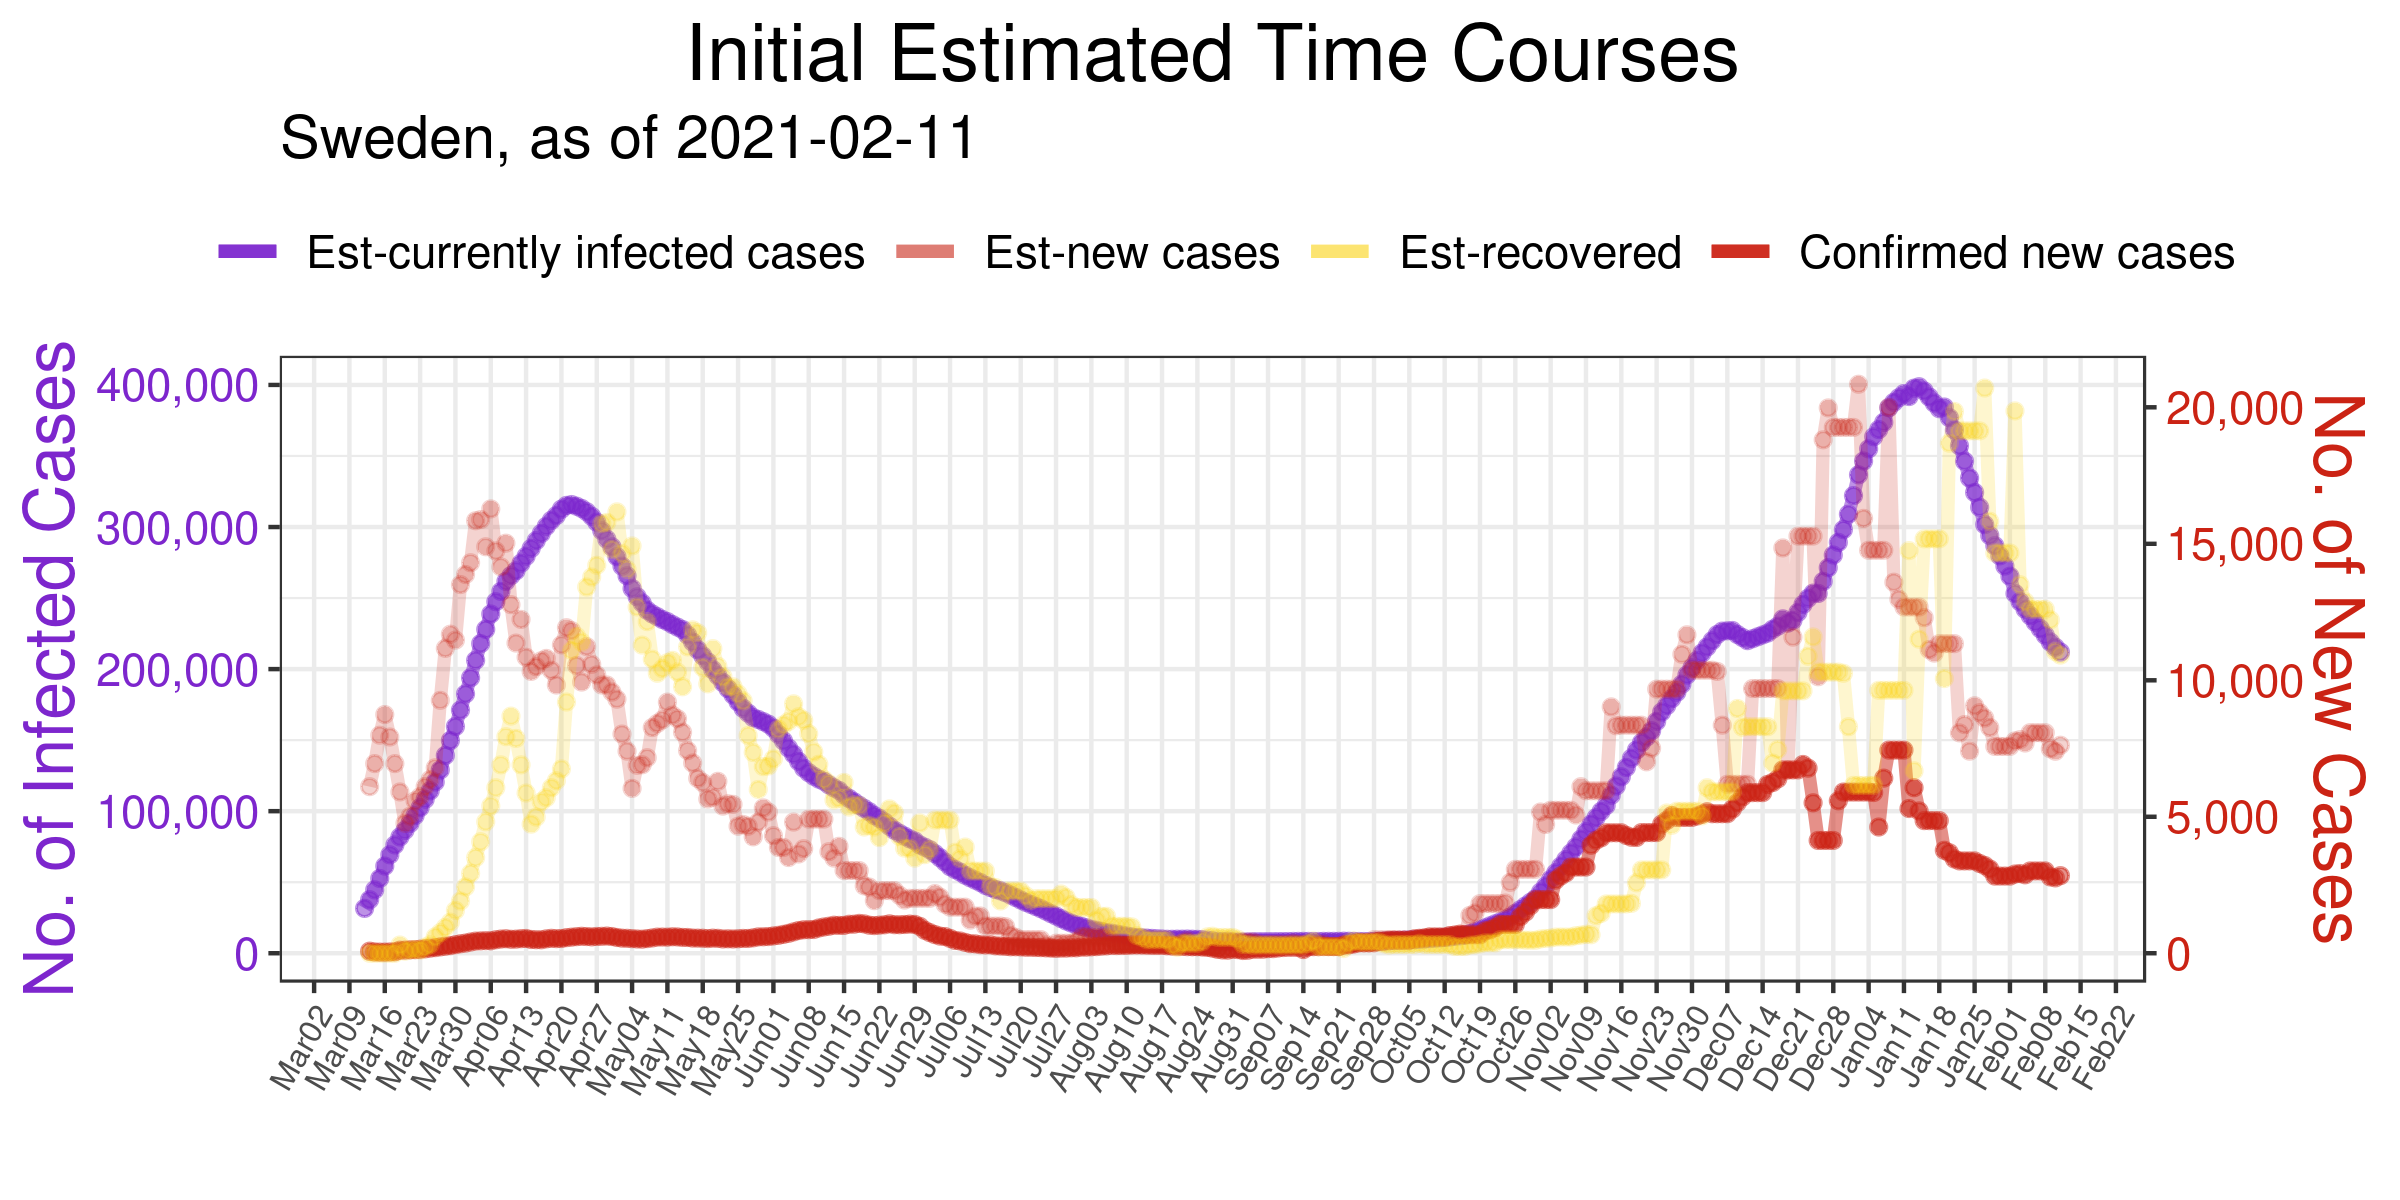 Initial Estimated Time Courses
Sweden, as of 2021-02-11
Est-currently infected cases Est-new cases Est-recovered Confirmed new cases
No. of Infected Cases
400,000
300,000
200,000
100,000
0
20,000
15,000
10,000
5,000
0
No. of New Cases
Mar02 Mar09 Mar16 Mar23 Mar30 Apr06 Apr13 Apr20 Apr27 May04 May11 May18 May25 Jun01 Jun08 Jun15 Jun22 Jun29 Jul06 Jul13 Jul20 Jul27 Aug03 Aug10 Aug17 Aug24 Aug31 Sep07 Sep14 Sep21 Sep28 Oct05 Oct12 Oct19 Oct26 Nov02 Nov09 Nov16 Nov23 Nov30 Dec07 Dec14 Dec21 Dec28 Dec04 Jan11 Jan18 Jan18 Jan25 Feb01 Feb08 Feb15 Feb22